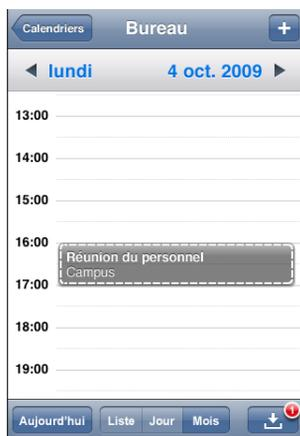 Calendriers Bureau +
lundi 4 oct. 2009
13:00
14:00
15:00
16:00
Réunion du personnel
Campus
17:00
18:00
19:00
Aujourd'hui Liste Jour Mois 1